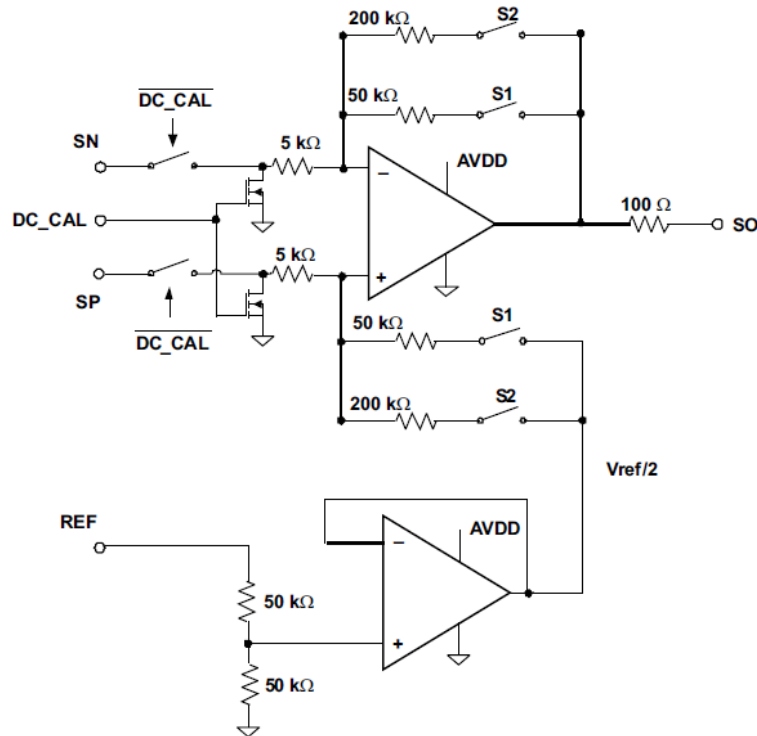 200 kΩ
S2
50 kΩ
S1
DC_CAL
SN
5 kΩ
AVDD
−
100 Ω
SO
DC_CAL
5 kΩ
+
SP
DC_CAL
50 kΩ
S1
200 kΩ
S2
Vref/2
REF
AVDD
−
50 kΩ
+
50 kΩ